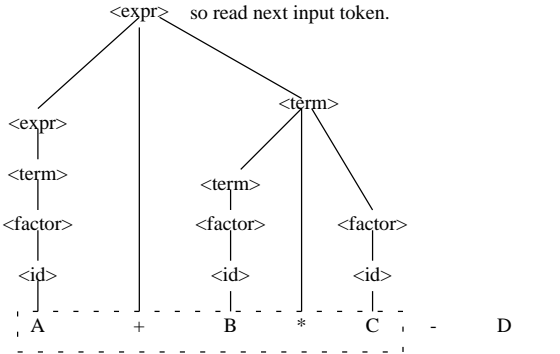 <expr> so read next input token.
<term>
<expr>
<term>
<term>
<factor> <factor> <factor>
<id> <id> <id>
A + B * C - D